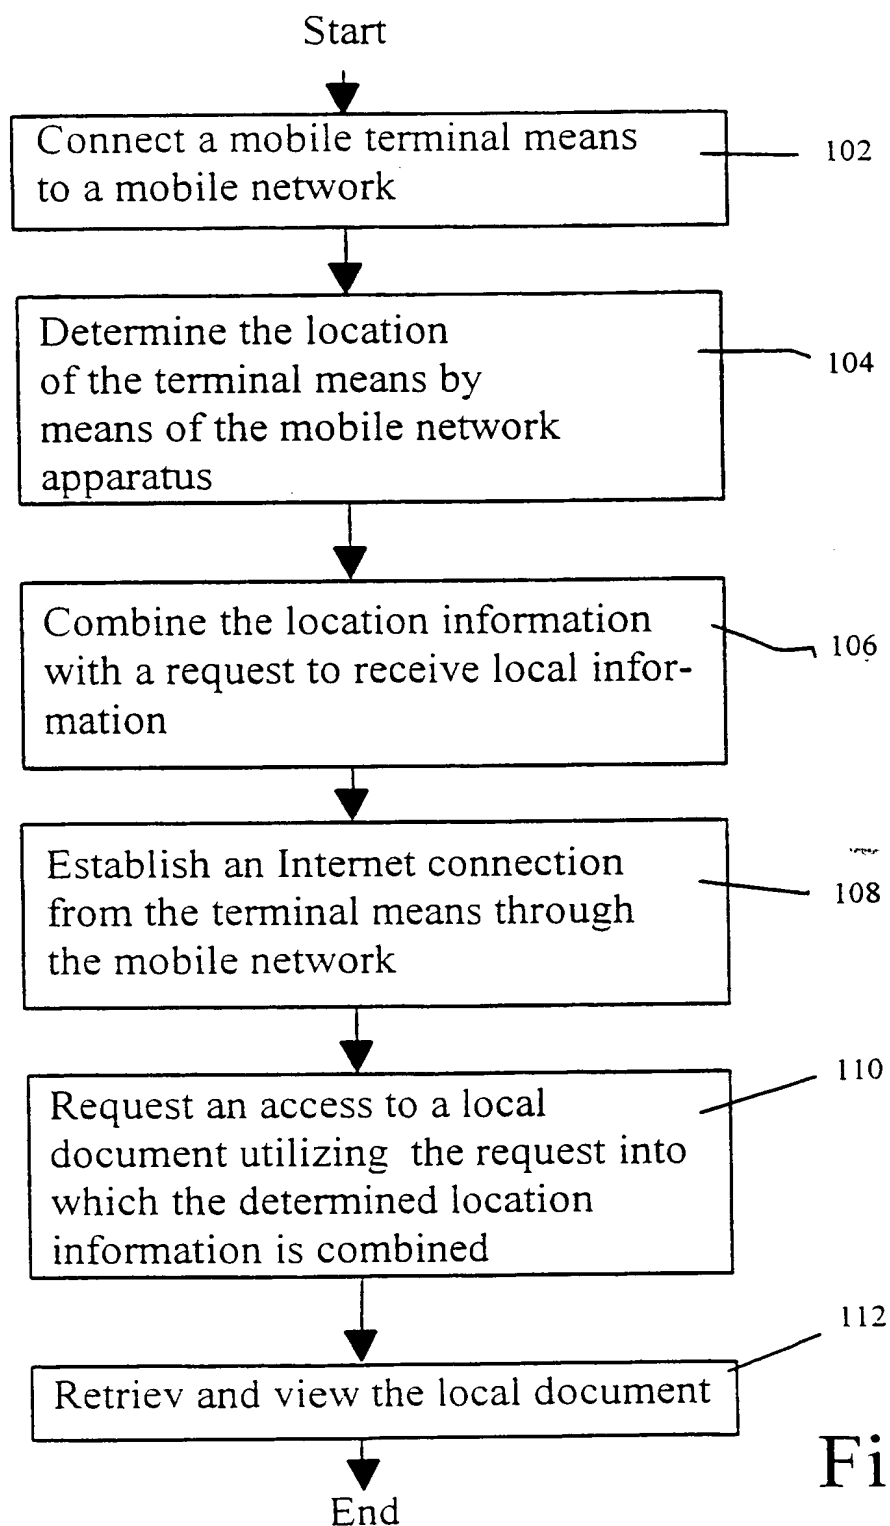 Start
Connect a mobile terminal means
to a mobile network
102
Determine the location
of the terminal means by
means of the mobile network
apparatus
104
Combine the location information
with a request to receive local infor-
mation
106
Establish an Internet connection
from the terminal means through
the mobile network
108
Request an access to a local
document utilizing the request into
which the determined location
information is combined
110
Retriev and view the local document
112
End
Fi